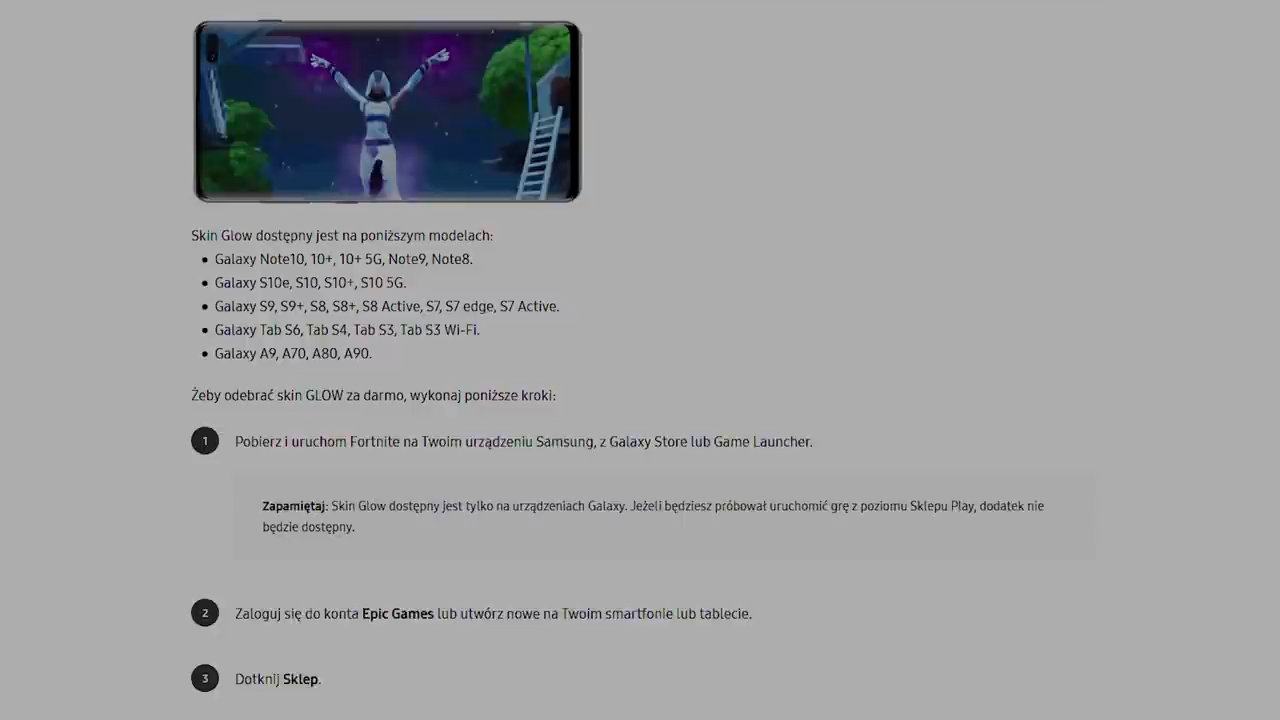 Skin Glow dostępny jest na poniższym modelach:
Galaxy Note10, 10+, 10+ 5G, Note9, Note8.
Galaxy S10e, S10, S10+, S10 5G.
Galaxy S9, S9+, S8, S8+, S8 Active, S7, S7 edge, S7 Active.
Galaxy Tab S6, Tab S4, Tab S3, Tab S3 Wi-Fi.
Galaxy A9, A70, A80, A90.
Żeby odebrać skin GLOW za darmo, wykonaj poniższe kroki:
1 Pobierz i uruchom Fortnite na Twoim urządzeniu Samsung, z Galaxy Store lub Game Launcher.
Zapamiętaj: Skin Glow dostępny jest tylko na urządzeniach Galaxy. Jeżeli będziesz próbował uruchomić grę z poziomu Sklepu Play, dodatek nie
będzie dostępny.
2 Zaloguj się do konta Epic Games lub utwórz nowe na Twoim smartfonie lub tablecie.
3 Dotknij Sklep.